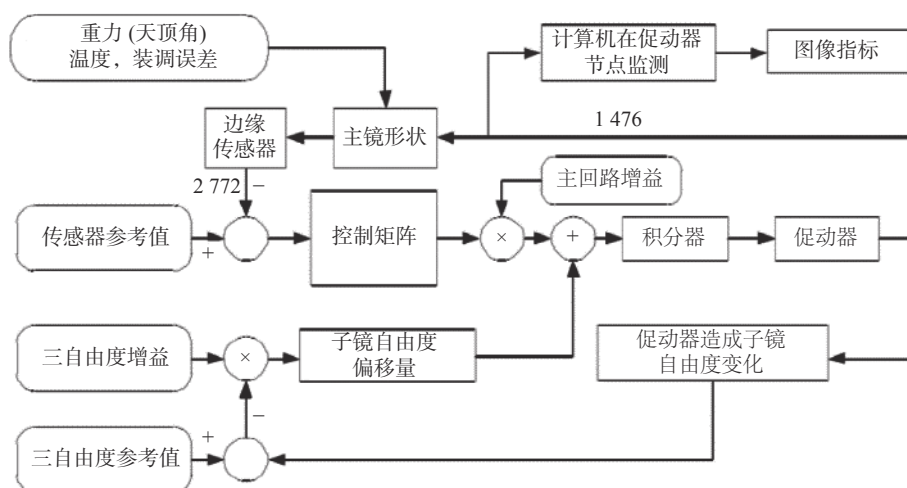 重力 (天顶角)
温度，装调误差
计算机在促动器
节点监测
图像指标
1 476
边缘
传感器
主镜形状
2 772
−
主回路增益
传感器参考值
+
控制矩阵
×
+
积分器
促动器
三自由度增益
×
子镜自由度
偏移量
促动器造成子镜
自由度变化
−
+
三自由度参考值